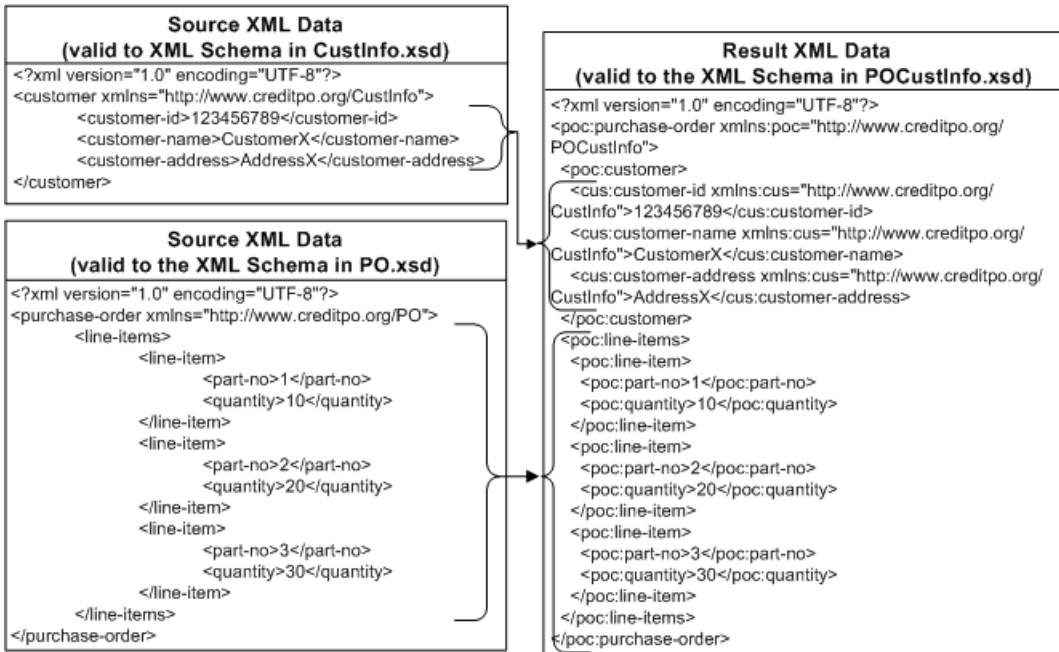 Source XML Data
(valid to XML Schema in CustInfo.xsd)
<?xml version="1.0" encoding="UTF-8"?>
<customer xmlns="http://www.creditpo.org/CustInfo">
<customer-id>123456789</customer-id>
<customer-name>CustomerX</customer-name>
<customer-address>AddressX</customer-address>
</customer>
Source XML Data
(valid to the XML Schema in PO.xsd)
<?xml version="1.0" encoding="UTF-8"?>
<purchase-order xmlns="http://www.creditpo.org/PO">
<line-items>
<line-item>
<part-no>1</part-no>
<quantity>10</quantity>
</line-item>
<line-item>
<part-no>2</part-no>
<quantity>20</quantity>
</line-item>
<line-item>
<part-no>3</part-no>
<quantity>30</quantity>
</line-item>
</line-items>
</purchase-order>
Result XML Data
(valid to the XML Schema in POCustInfo.xsd)
<?xml version="1.0" encoding="UTF-8"?>
<poc:purchase-order xmlns:poc="http://www.creditpo.org/
POCustInfo">
<poc:customer>
<cus:customer-id xmlns:cus="http://www.creditpo.org/
CustInfo">123456789</cus:customer-id>
<cus:customer-name xmlns:cus="http://www.creditpo.org/
CustInfo">CustomerX</cus:customer-name>
<cus:customer-address xmlns:cus="http://www.creditpo.org/
CustInfo">AddressX</cus:customer-address>
</poc:customer>
<poc:line-items>
<poc:line-item>
<poc:part-no>1</poc:part-no>
<poc:quantity>10</poc:quantity>
</poc:line-item>
<poc:line-item>
<poc:part-no>2</poc:part-no>
<poc:quantity>20</poc:quantity>
</poc:line-item>
<poc:line-item>
<poc:part-no>3</poc:part-no>
<poc:quantity>30</poc:quantity>
</poc:line-item>
</poc:line-items>
</poc:purchase-order>